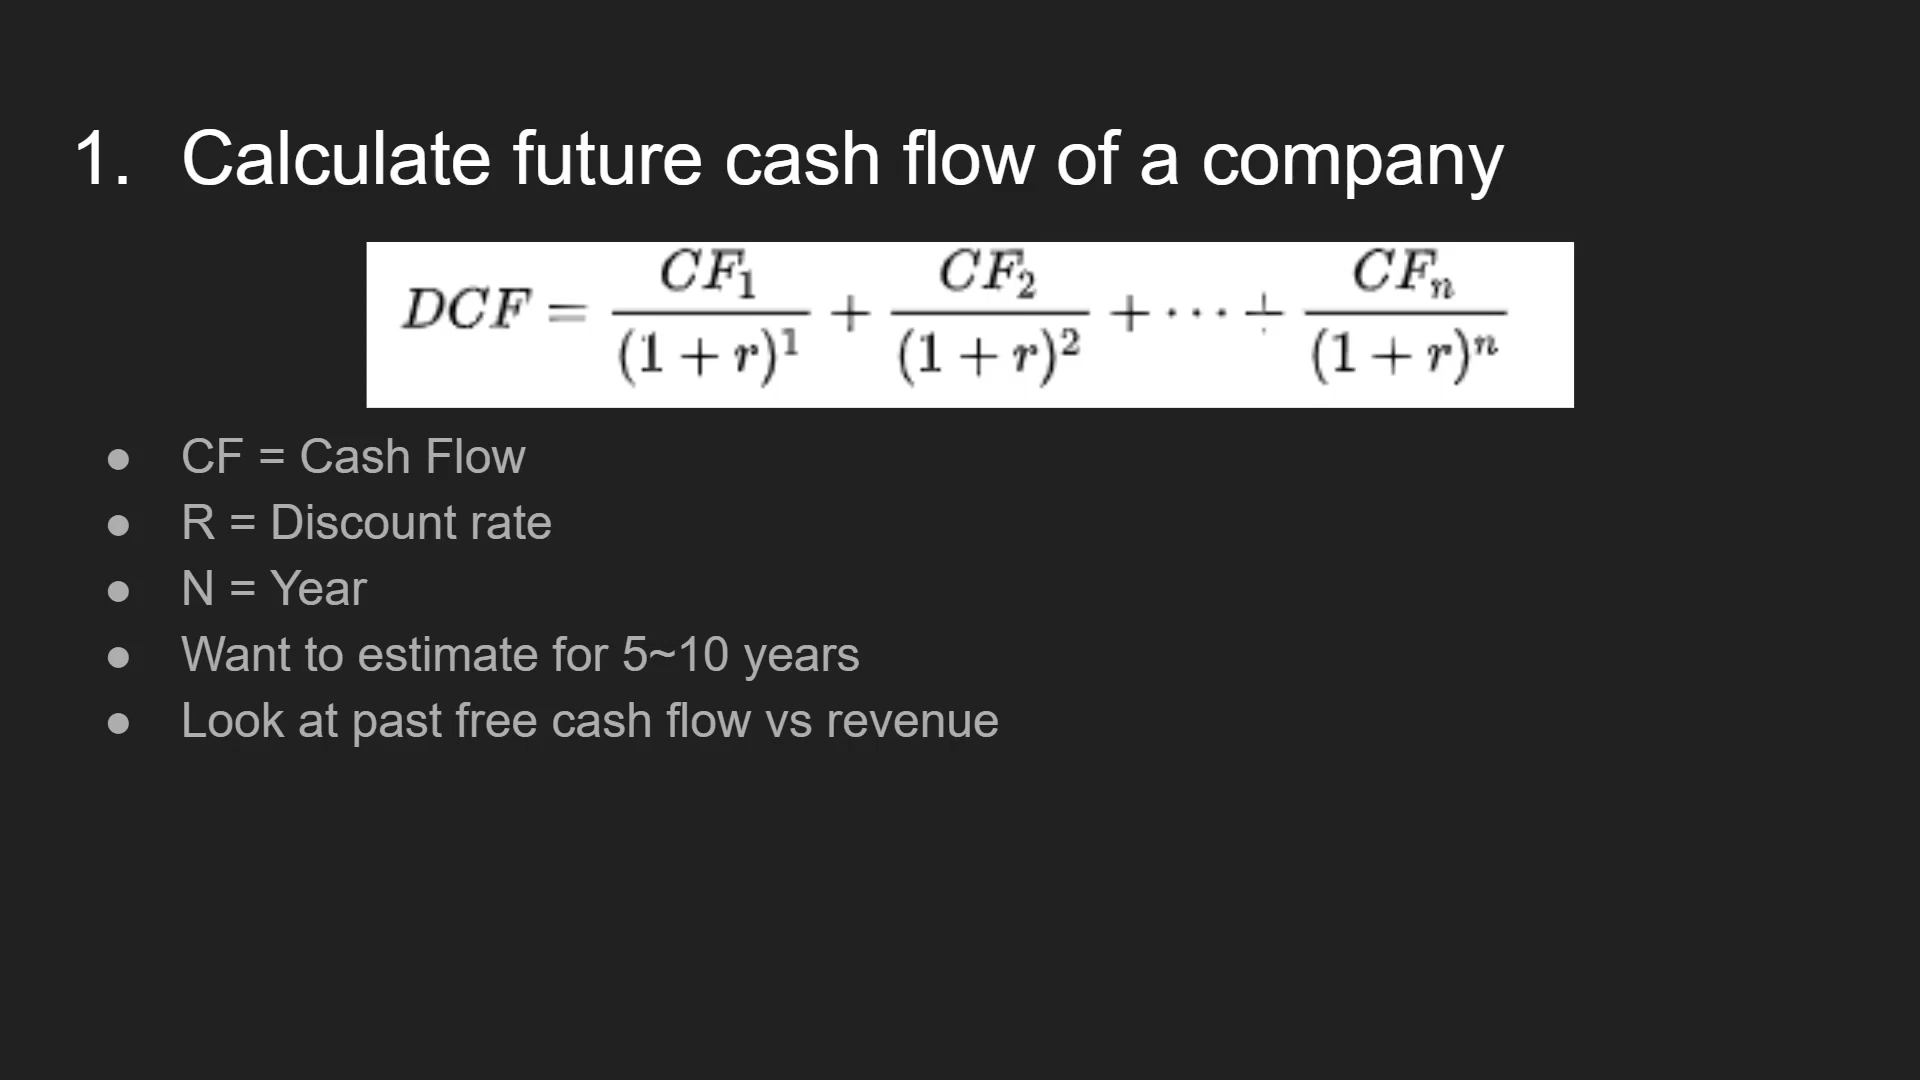 1. Calculate future cash flow of a company
DCF = CF₁/(1 + r)¹ + CF₂/(1 + r)² + ··· + CFₙ/(1 + r)ⁿ
● CF = Cash Flow
● R = Discount rate
● N = Year
● Want to estimate for 5~10 years
● Look at past free cash flow vs revenue